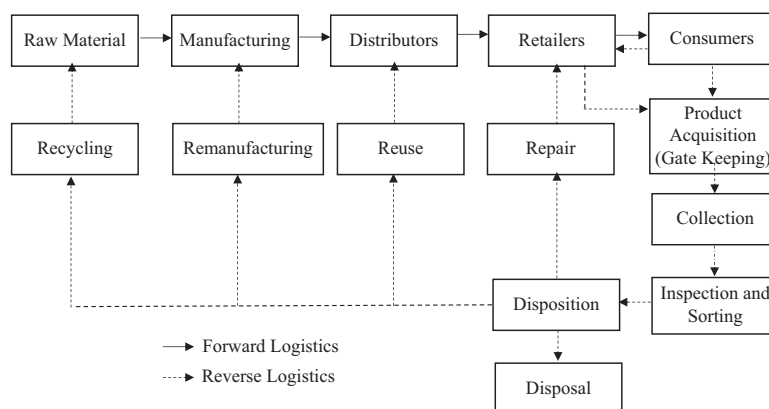 Raw Material
Manufacturing
Distributors
Retailers
Consumers
Recycling
Remanufacturing
Reuse
Repair
Product
Acquisition
(Gate Keeping)
Collection
Disposition
Inspection and
Sorting
Forward Logistics
Reverse Logistics
Disposal